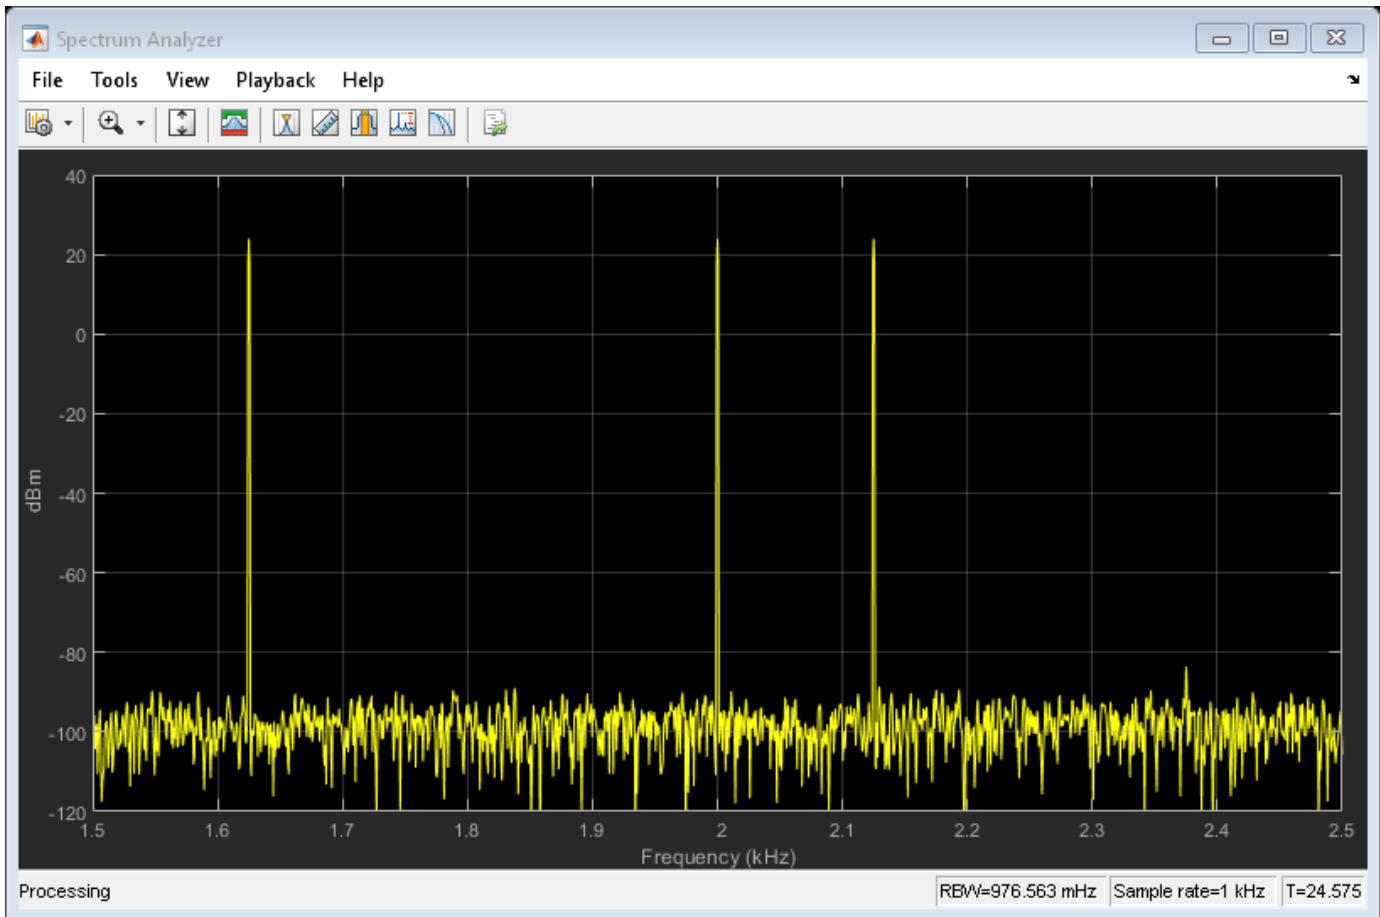 Spectrum Analyzer
File Tools View Playback Help
40
20
0
-20
-40
-60
-80
-100
-120
dBm
1.5 1.6 1.7 1.8 1.9 2 2.1 2.2 2.3 2.4 2.5
Frequency (kHz)
Processing RBW=976.563 mHz Sample rate=1 kHz T=24.575